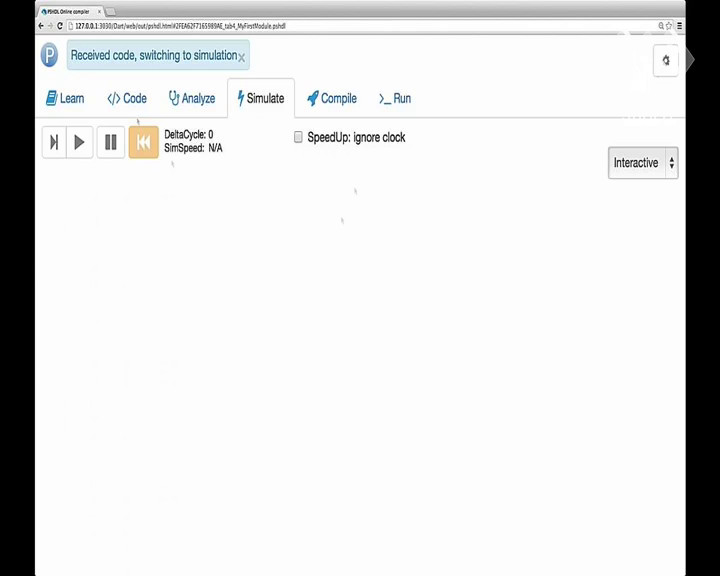 PSHDL Online compiler
127.0.0.1:3030/Dart/web/out/pshdl.html#2FEA62F7165989AE_tab4_MyFirstModule.pshdl
P Received code, switching to simulation x
Learn </> Code Analyze Simulate Compile >_ Run
DeltaCycle: 0
SimSpeed: N/A
SpeedUp: ignore clock
Interactive